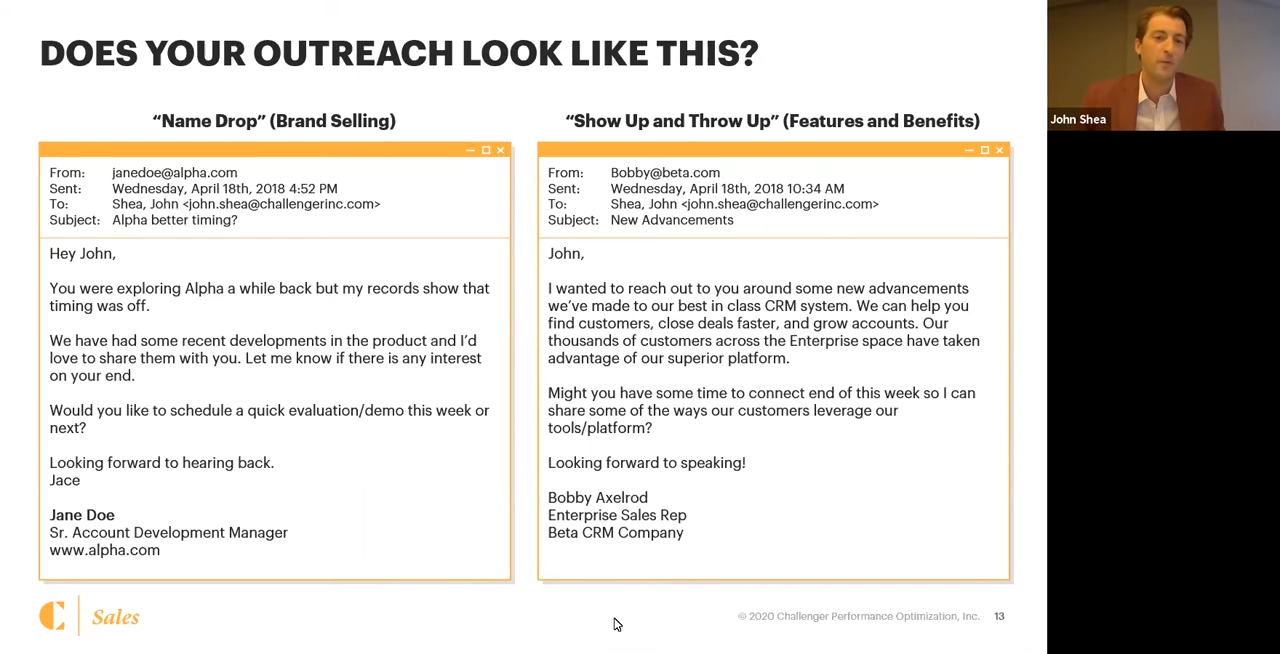 DOES YOUR OUTREACH LOOK LIKE THIS?
“Name Drop” (Brand Selling)
From: janedoe@alpha.com
Sent: Wednesday, April 18th, 2018 4:52 PM
To: Shea, John <john.shea@challengerinc.com>
Subject: Alpha better timing?
Hey John,
You were exploring Alpha a while back but my records show that
timing was off.
We have had some recent developments in the product and I’d
love to share them with you. Let me know if there is any interest
on your end.
Would you like to schedule a quick evaluation/demo this week or
next?
Looking forward to hearing back.
Jace
Jane Doe
Sr. Account Development Manager
www.alpha.com
“Show Up and Throw Up” (Features and Benefits)
From: Bobby@beta.com
Sent: Wednesday, April 18th, 2018 10:34 AM
To: Shea, John <john.shea@challengerinc.com>
Subject: New Advancements
John,
I wanted to reach out to you around some new advancements
we’ve made to our best in class CRM system. We can help you
find customers, close deals faster, and grow accounts. Our
thousands of customers across the Enterprise space have taken
advantage of our superior platform.
Might you have some time to connect end of this week so I can
share some of the ways our customers leverage our
tools/platform?
Looking forward to speaking!
Bobby Axelrod
Enterprise Sales Rep
Beta CRM Company
Sales
© 2020 Challenger Performance Optimization, Inc. 13
John Shea